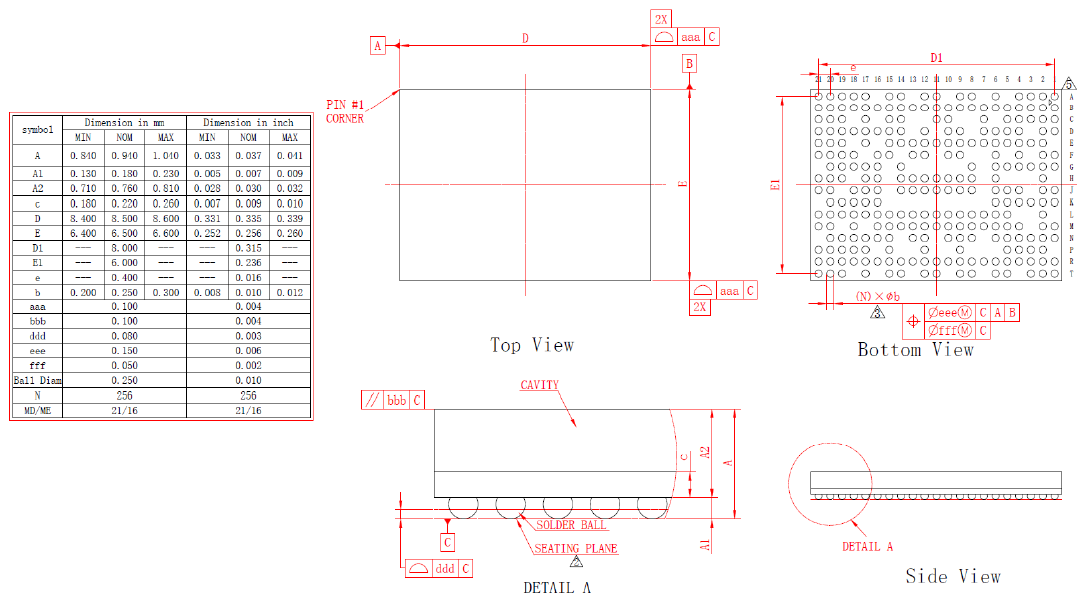 symbol Dimension in mm Dimension in inch
MIN NOM MAX MIN NOM MAX
A 0.840 0.940 1.040 0.033 0.037 0.041
A1 0.130 0.180 0.230 0.005 0.007 0.009
A2 0.710 0.760 0.810 0.028 0.030 0.032
c 0.180 0.220 0.260 0.007 0.009 0.010
D 8.400 8.500 8.600 0.331 0.335 0.339
E 6.400 6.500 6.600 0.252 0.256 0.260
D1 --- 8.000 --- --- 0.315 ---
E1 --- 6.000 --- --- 0.236 ---
e --- 0.400 --- --- 0.016 ---
b 0.200 0.250 0.300 0.008 0.010 0.012
aaa 0.100 0.004
bbb 0.100 0.004
ddd 0.080 0.003
eee 0.150 0.006
fff 0.050 0.002
Ball Diam 0.250 0.010
N 256 256
MD/ME 21/16 21/16
2X
aaa C
A
D
B
PIN #1
CORNER
E
aaa C
2X
Top View
D1
e
21 20 19 18 17 16 15 14 13 12 11 10 9 8 7 6 5 4 3 2 1
5
A
B
C
D
E
F
G
H
J
K
L
M
N
P
R
T
E1
(N)×Øb
3
Øeee Ⓜ C A B
Øfff Ⓜ C
Bottom View
// bbb C
CAVITY
c
A2
A
A1
SOLDER BALL
C
SEATING PLANE
2
ddd C
DETAIL A
DETAIL A
Side View